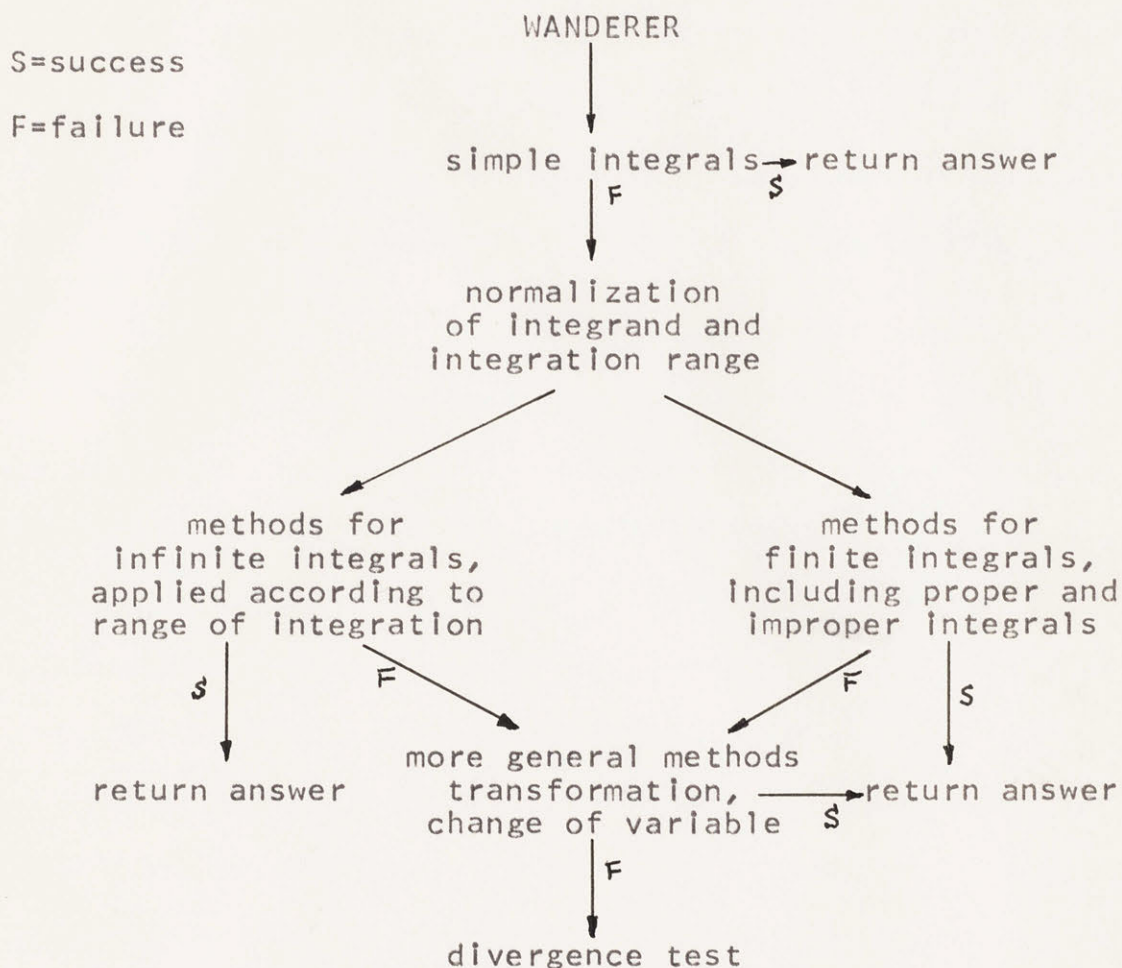 WANDERER
S=success
F=failure
simple integrals
S
return answer
F
normalization
of integrand and
integration range
methods for
infinite integrals,
applied according to
range of integration
methods for
finite integrals,
including proper and
improper integrals
S
F
F
S
return answer
more general methods
transformation,
change of variable
S
return answer
F
divergence test